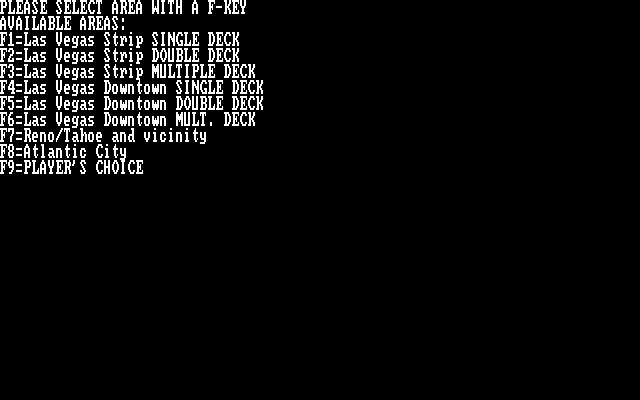 PLEASE SELECT AREA WITH A F-KEY
AVAILABLE AREAS:
F1=Las Vegas Strip SINGLE DECK
F2=Las Vegas Strip DOUBLE DECK
F3=Las Vegas Strip MULTIPLE DECK
F4=Las Vegas Downtown SINGLE DECK
F5=Las Vegas Downtown DOUBLE DECK
F6=Las Vegas Downtown MULT. DECK
F7=Reno/Tahoe and vicinity
F8=Atlantic City
F9=PLAYER'S CHOICE